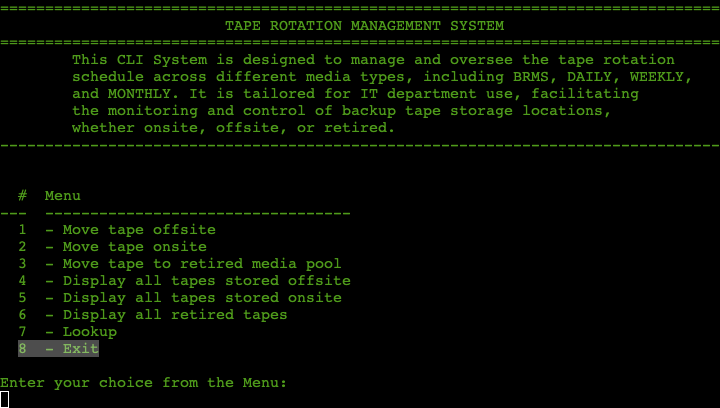 ================================================================================
TAPE ROTATION MANAGEMENT SYSTEM
================================================================================
This CLI System is designed to manage and oversee the tape rotation
schedule across different media types, including BRMS, DAILY, WEEKLY,
and MONTHLY. It is tailored for IT department use, facilitating
the monitoring and control of backup tape storage locations,
whether onsite, offsite, or retired.
--------------------------------------------------------------------------------
# Menu
--- ----------------------------------
1 - Move tape offsite
2 - Move tape onsite
3 - Move tape to retired media pool
4 - Display all tapes stored offsite
5 - Display all tapes stored onsite
6 - Display all retired tapes
7 - Lookup
8 - Exit
Enter your choice from the Menu: